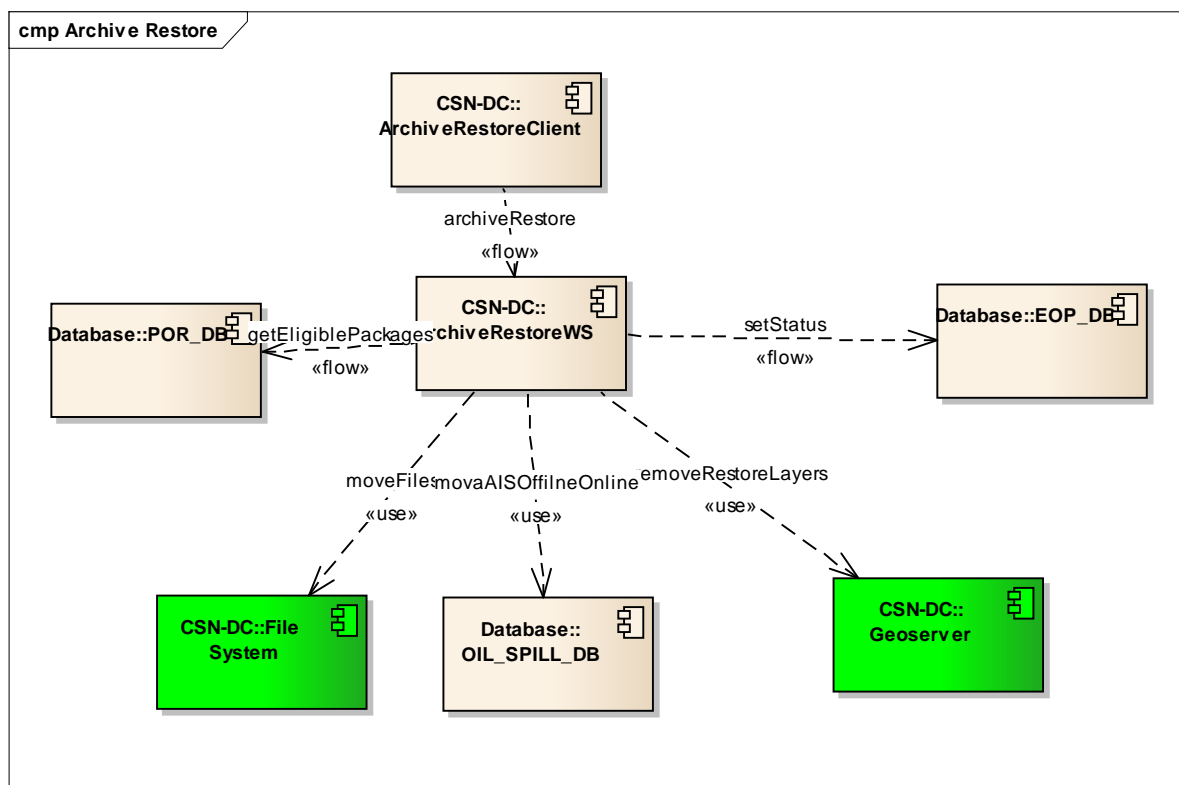 cmp Archive Restore
CSN-DC::
ArchiveRestoreClient
archiveRestore
«flow»
CSN-DC::
rchiveRestoreWS
Database::POR_DB
getEligiblePackages
«flow»
setStatus
«flow»
Database::EOP_DB
moveFiles
«use»
movaAISOffilneOnline
«use»
emoveRestoreLayers
«use»
CSN-DC::File
System
Database::
OIL_SPILL_DB
CSN-DC::
Geoserver